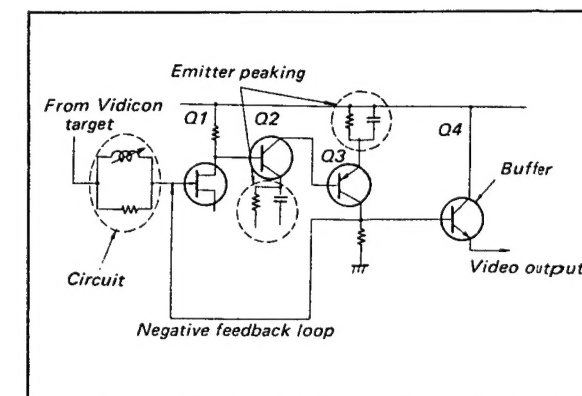 Emitter peaking
From Vidicon
target
Q1
Q2
Q3
Q4
Buffer
Circuit
Video output
Negative feedback loop